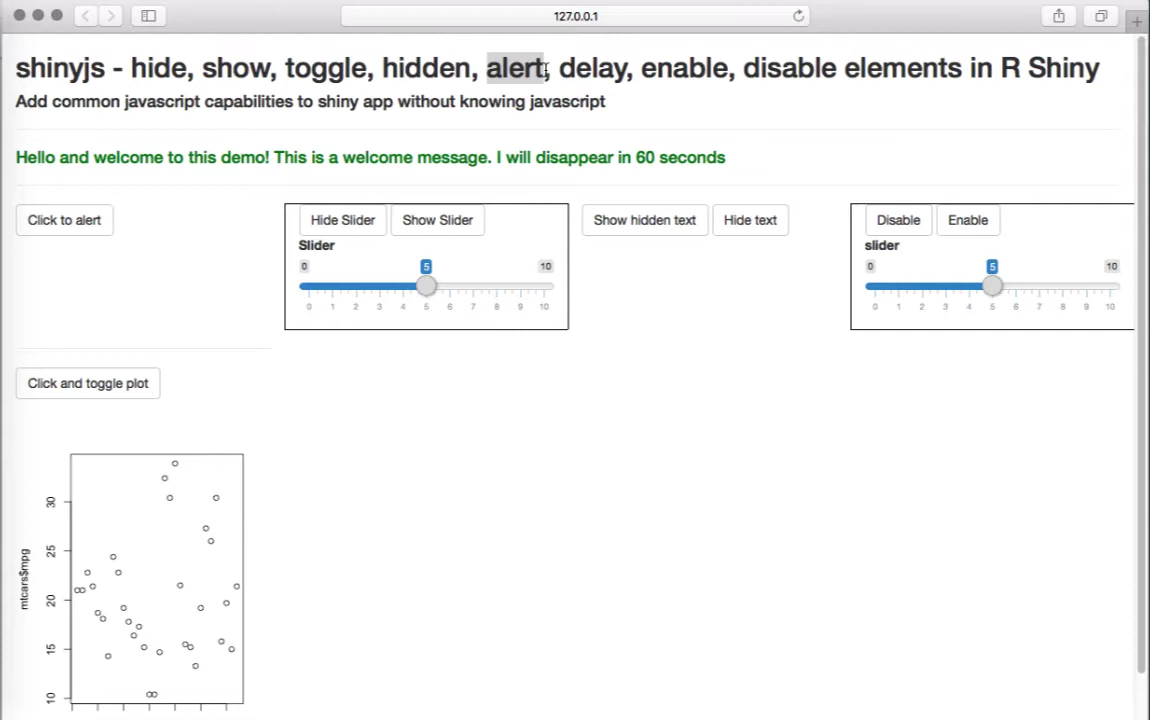 127.0.0.1
shinyjs - hide, show, toggle, hidden, alert, delay, enable, disable elements in R Shiny
Add common javascript capabilities to shiny app without knowing javascript
Hello and welcome to this demo! This is a welcome message. I will disappear in 60 seconds
Click to alert
Hide Slider Show Slider
Slider
0 5 10
0 1 2 3 4 5 6 7 8 9 10
Show hidden text Hide text
Disable Enable
slider
0 5 10
0 1 2 3 4 5 6 7 8 9 10
Click and toggle plot
mtcars$mpg
30
25
20
15
10